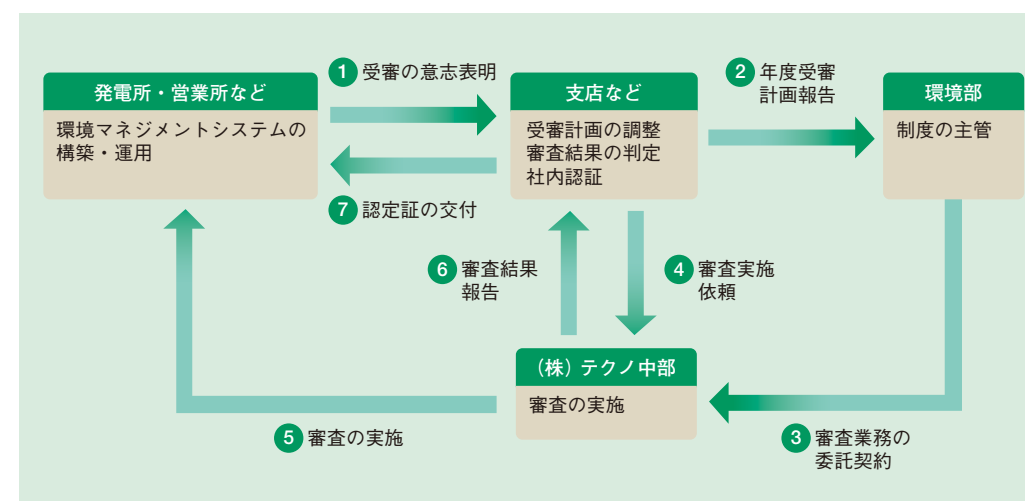 1 受審の意志表明
2 年度受審
計画報告
発電所・営業所など
環境マネジメントシステムの
構築・運用
支店など
受審計画の調整
審査結果の判定
社内認証
環境部
制度の主管
7 認定証の交付
6 審査結果
報告
4 審査実施
依頼
(株)テクノ中部
審査の実施
5 審査の実施
3 審査業務の
委託契約